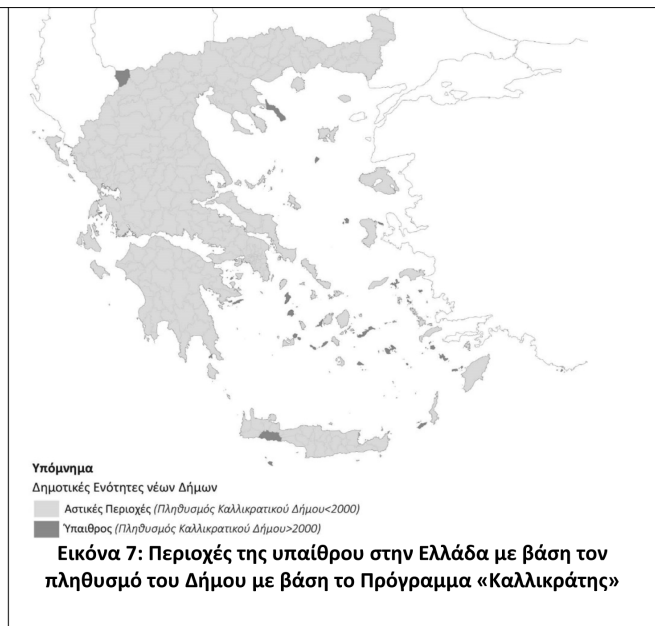 Υπόμνημα
Δημοτικές Ενότητες νέων Δήμων
Αστικές Περιοχές (Πληθυσμός Καλλικρατικού Δήμου<2000)
Ύπαιθρος (Πληθυσμός Καλλικρατικού Δήμου>2000)
Εικόνα 7: Περιοχές της υπαίθρου στην Ελλάδα με βάση τον
πληθυσμό του Δήμου με βάση το Πρόγραμμα «Καλλικράτης»